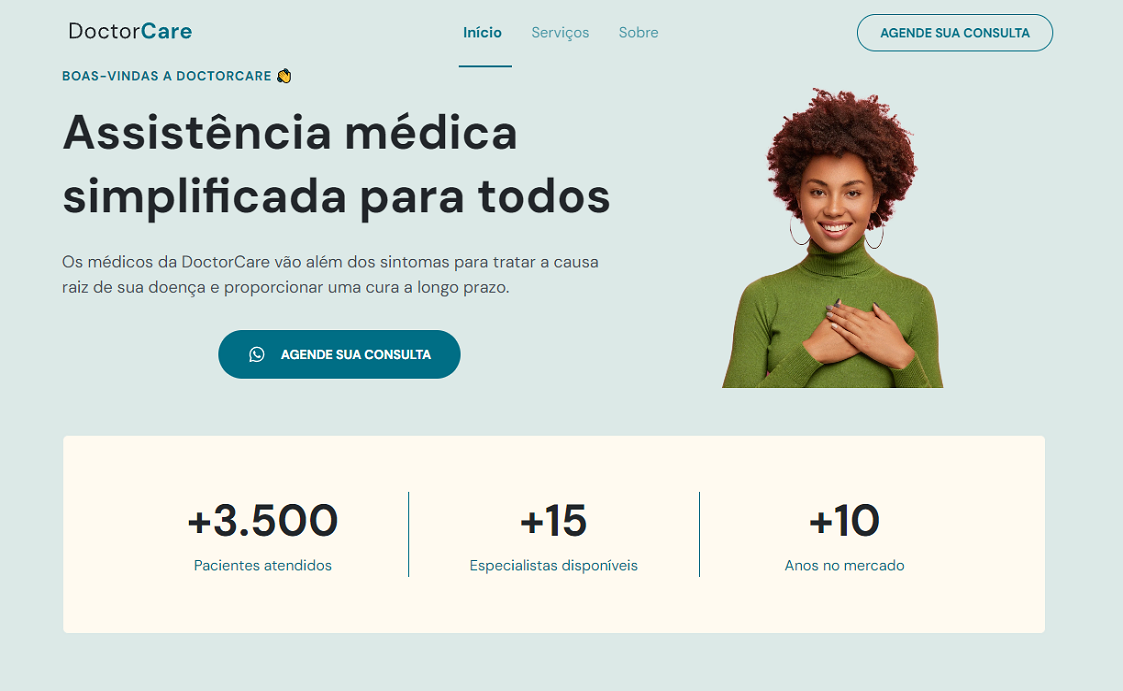 DoctorCare
Início
Serviços
Sobre
AGENDE SUA CONSULTA
BOAS-VINDAS A DOCTORCARE 👏
Assistência médica
simplificada para todos
Os médicos da DoctorCare vão além dos sintomas para tratar a causa
raiz de sua doença e proporcionar uma cura a longo prazo.
AGENDE SUA CONSULTA
+3.500
Pacientes atendidos
+15
Especialistas disponíveis
+10
Anos no mercado